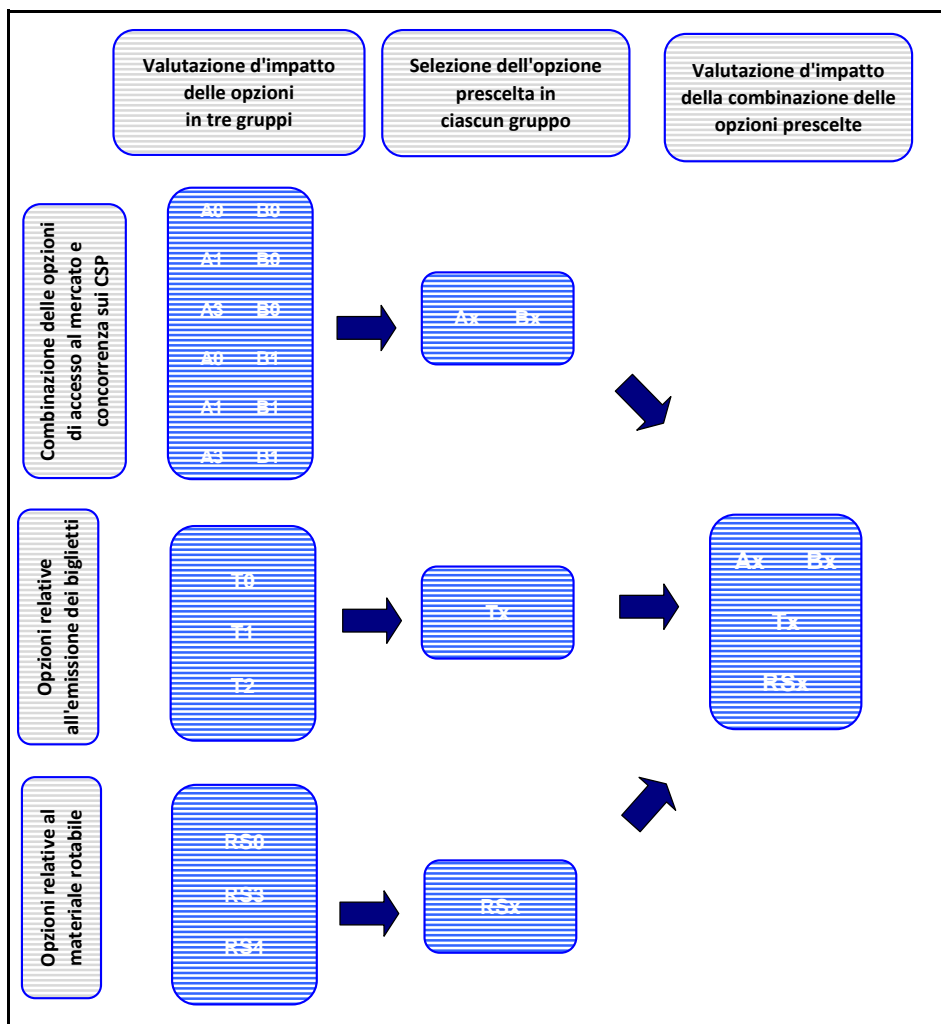 Valutazione d'impatto
delle opzioni
in tre gruppi
Selezione dell'opzione
prescelta in
ciascun gruppo
Valutazione d'impatto
della combinazione delle
opzioni prescelte
Combinazione delle opzioni
di accesso al mercato e
concorrenza sui CSP
A0 B0
A1 B0
A3 B0
A0 B1
A1 B1
A3 B1
Ax Bx
Opzioni relative
all'emissione dei biglietti
T0
T1
T2
Tx
Ax Bx
Tx
RSx
Opzioni relative al
materiale rotabile
RS0
RS3
RS4
RSx